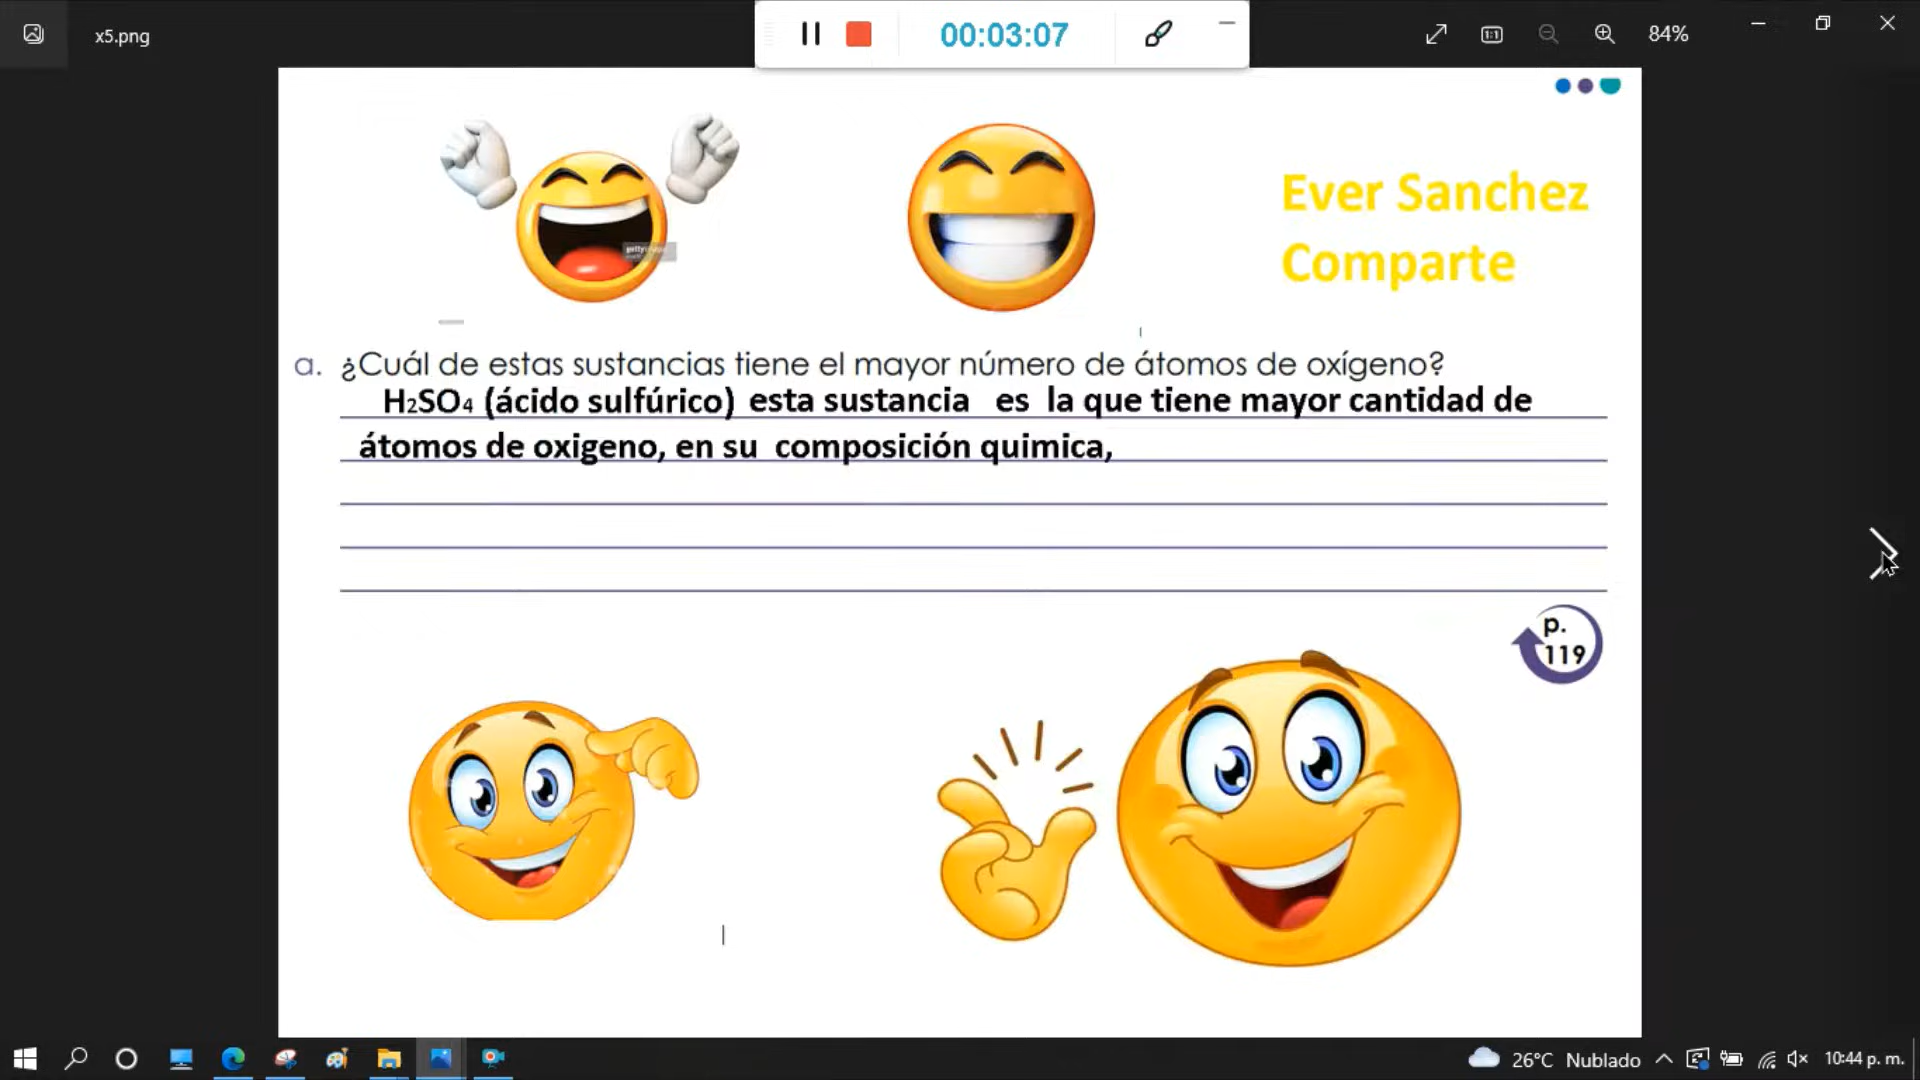 x5.png
00:03:07
1:1
84%
Ever Sanchez
Comparte
a. ¿Cuál de estas sustancias tiene el mayor número de átomos de oxígeno?
H₂SO₄ (ácido sulfúrico) esta sustancia es la que tiene mayor cantidad de
átomos de oxigeno, en su composición quimica,
p.
119
26°C Nublado
10:44 p. m.